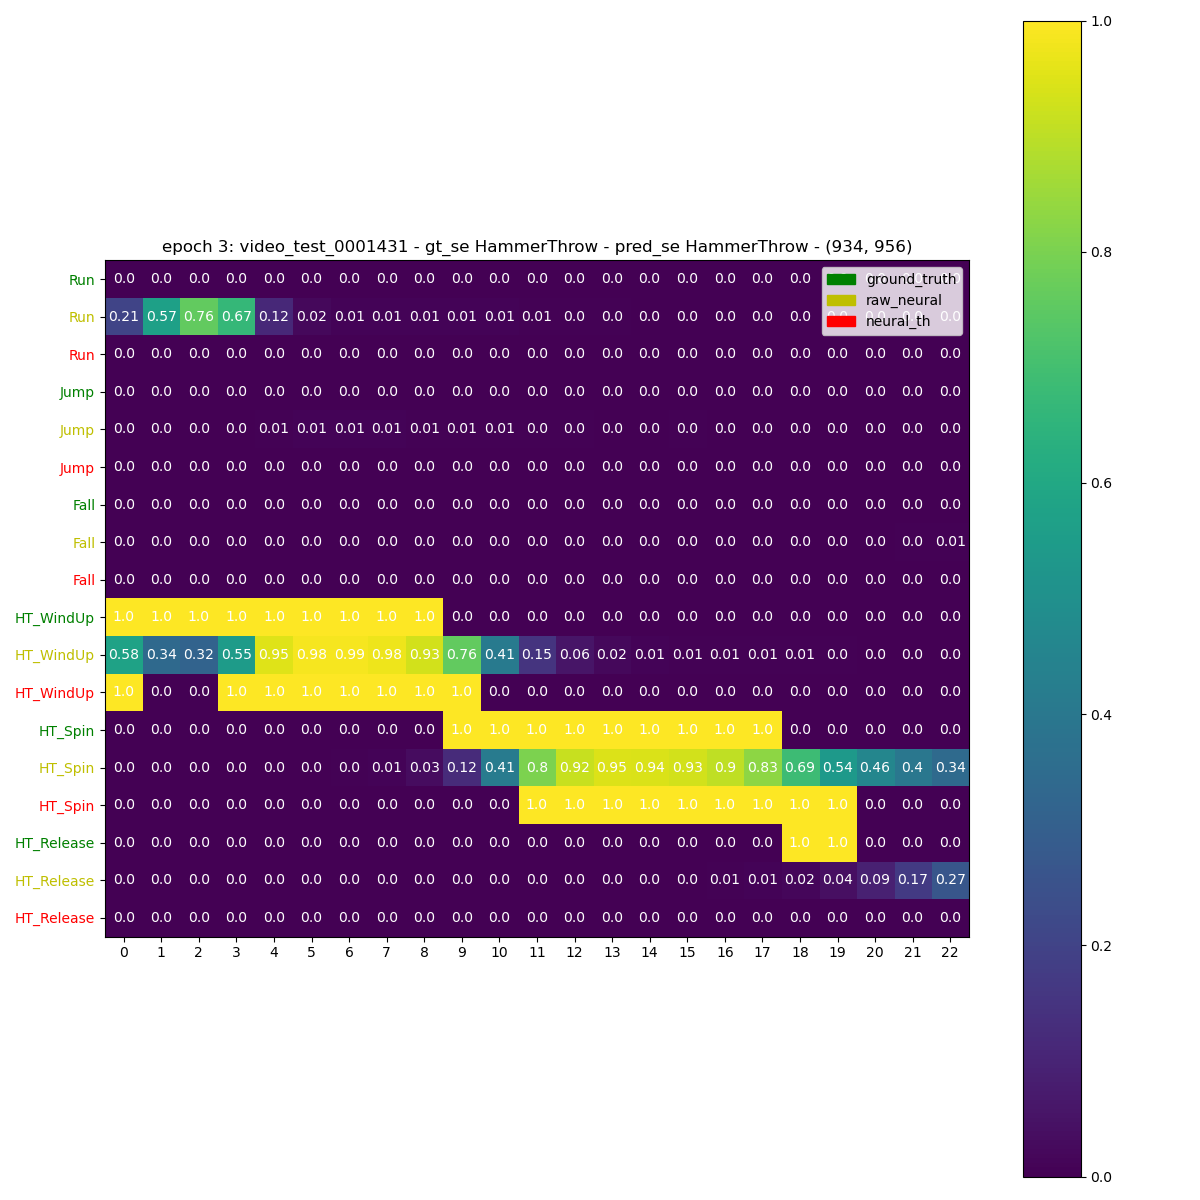 epoch 3: video_test_0001431 - gt_se HammerThrow - pred_se HammerThrow - (934, 956)
Run 0.0 0.0 0.0 0.0 0.0 0.0 0.0 0.0 0.0 0.0 0.0 0.0 0.0 0.0 0.0 0.0 0.0 0.0 0.0
ground_truth
raw_neural
neural_th
Run 0.21 0.57 0.76 0.67 0.12 0.02 0.01 0.01 0.01 0.01 0.01 0.01 0.0 0.0 0.0 0.0 0.0 0.0 0.0 0.0 0.0 0.0 0.0
Run 0.0 0.0 0.0 0.0 0.0 0.0 0.0 0.0 0.0 0.0 0.0 0.0 0.0 0.0 0.0 0.0 0.0 0.0 0.0 0.0 0.0 0.0 0.0
Jump 0.0 0.0 0.0 0.0 0.0 0.0 0.0 0.0 0.0 0.0 0.0 0.0 0.0 0.0 0.0 0.0 0.0 0.0 0.0 0.0 0.0 0.0 0.0
Jump 0.0 0.0 0.0 0.0 0.01 0.01 0.01 0.01 0.01 0.01 0.01 0.0 0.0 0.0 0.0 0.0 0.0 0.0 0.0 0.0 0.0 0.0 0.0
Jump 0.0 0.0 0.0 0.0 0.0 0.0 0.0 0.0 0.0 0.0 0.0 0.0 0.0 0.0 0.0 0.0 0.0 0.0 0.0 0.0 0.0 0.0 0.0
Fall 0.0 0.0 0.0 0.0 0.0 0.0 0.0 0.0 0.0 0.0 0.0 0.0 0.0 0.0 0.0 0.0 0.0 0.0 0.0 0.0 0.0 0.0 0.0
Fall 0.0 0.0 0.0 0.0 0.0 0.0 0.0 0.0 0.0 0.0 0.0 0.0 0.0 0.0 0.0 0.0 0.0 0.0 0.0 0.0 0.0 0.0 0.01
Fall 0.0 0.0 0.0 0.0 0.0 0.0 0.0 0.0 0.0 0.0 0.0 0.0 0.0 0.0 0.0 0.0 0.0 0.0 0.0 0.0 0.0 0.0 0.0
HT_WindUp 1.0 1.0 1.0 1.0 1.0 1.0 1.0 1.0 1.0 0.0 0.0 0.0 0.0 0.0 0.0 0.0 0.0 0.0 0.0 0.0 0.0 0.0 0.0
HT_WindUp 0.58 0.34 0.32 0.55 0.95 0.98 0.99 0.98 0.93 0.76 0.41 0.15 0.06 0.02 0.01 0.01 0.01 0.01 0.01 0.0 0.0 0.0 0.0
HT_WindUp 1.0 0.0 0.0 1.0 1.0 1.0 1.0 1.0 1.0 1.0 0.0 0.0 0.0 0.0 0.0 0.0 0.0 0.0 0.0 0.0 0.0 0.0 0.0
HT_Spin 0.0 0.0 0.0 0.0 0.0 0.0 0.0 0.0 0.0 1.0 1.0 1.0 1.0 1.0 1.0 1.0 1.0 1.0 0.0 0.0 0.0 0.0 0.0
HT_Spin 0.0 0.0 0.0 0.0 0.0 0.0 0.0 0.01 0.03 0.12 0.41 0.8 0.92 0.95 0.94 0.93 0.9 0.83 0.69 0.54 0.46 0.4 0.34
HT_Spin 0.0 0.0 0.0 0.0 0.0 0.0 0.0 0.0 0.0 0.0 0.0 1.0 1.0 1.0 1.0 1.0 1.0 1.0 1.0 1.0 0.0 0.0 0.0
HT_Release 0.0 0.0 0.0 0.0 0.0 0.0 0.0 0.0 0.0 0.0 0.0 0.0 0.0 0.0 0.0 0.0 0.0 0.0 1.0 1.0 0.0 0.0 0.0
HT_Release 0.0 0.0 0.0 0.0 0.0 0.0 0.0 0.0 0.0 0.0 0.0 0.0 0.0 0.0 0.0 0.0 0.01 0.01 0.02 0.04 0.09 0.17 0.27
HT_Release 0.0 0.0 0.0 0.0 0.0 0.0 0.0 0.0 0.0 0.0 0.0 0.0 0.0 0.0 0.0 0.0 0.0 0.0 0.0 0.0 0.0 0.0 0.0
0 1 2 3 4 5 6 7 8 9 10 11 12 13 14 15 16 17 18 19 20 21 22
1.0
0.8
0.6
0.4
0.2
0.0